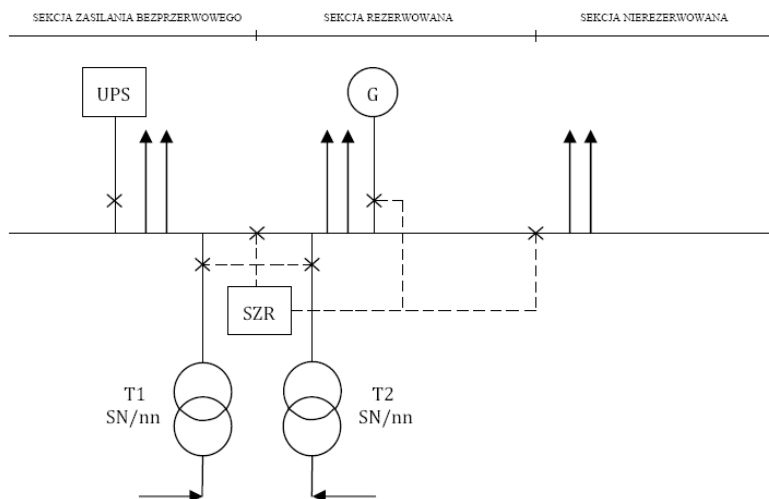 SEKCJA ZASILANIA BEZPRZERWOWEGO
SEKCJA REZERWOWANA
SEKCJA NIEREZERWOWANA
UPS
G
SZR
T1
SN/nn
T2
SN/nn